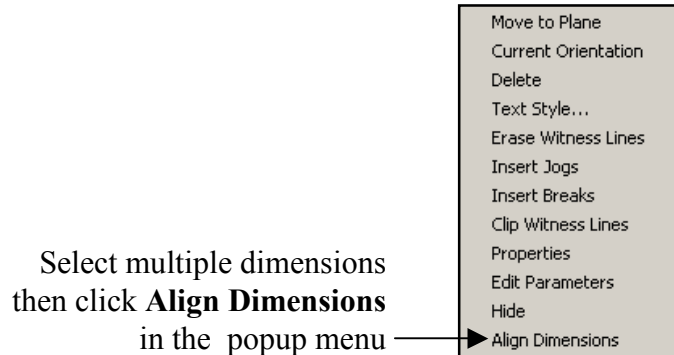 Move to Plane
Current Orientation
Delete
Text Style...
Erase Witness Lines
Insert Jogs
Insert Breaks
Clip Witness Lines
Properties
Edit Parameters
Hide
Align Dimensions
Select multiple dimensions
then click Align Dimensions
in the popup menu